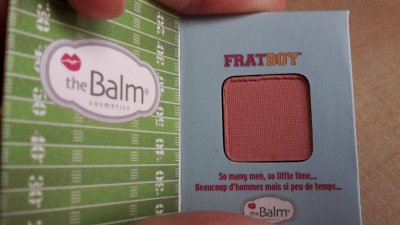 the Balm®
cosmetics
FRATBOY®
So many men, so little time...
Beaucoup d'hommes mais si peu de temps...
the Balm®